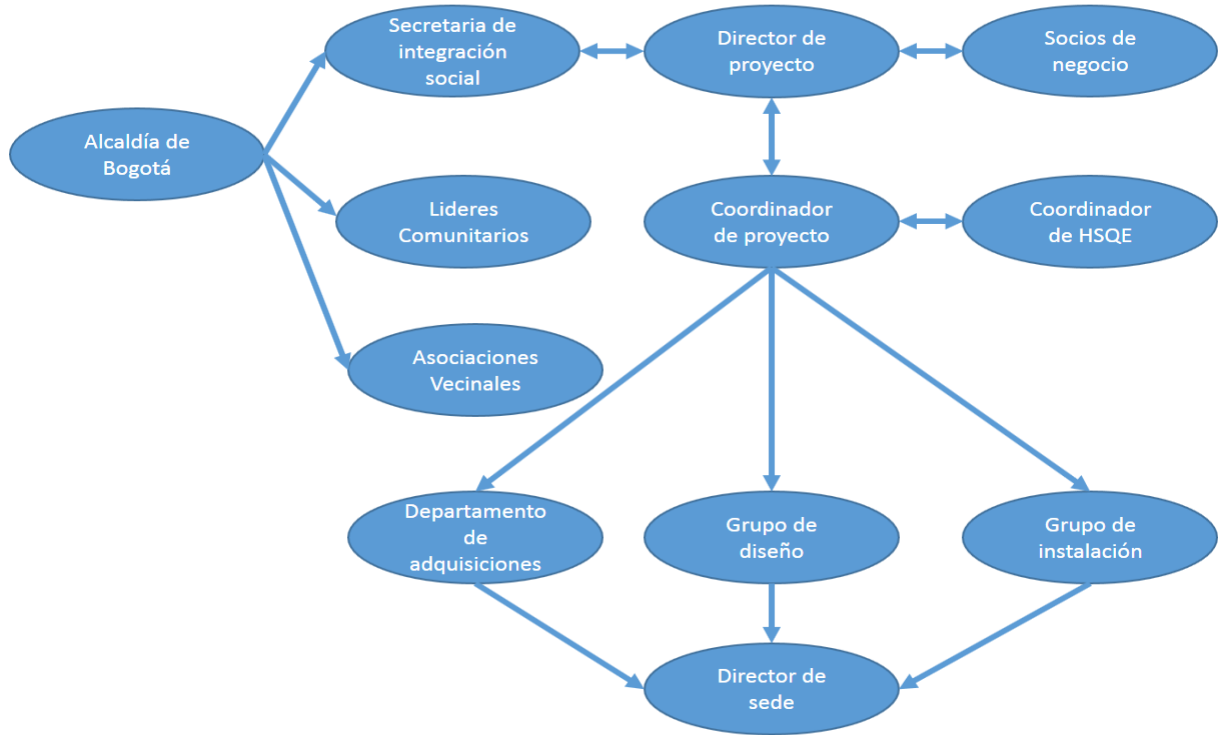 Secretaria de
integración
social
Director de
proyecto
Socios de
negocio
Alcaldía de
Bogotá
Lideres
Comunitarios
Coordinador
de proyecto
Coordinador
de HSQE
Asociaciones
Vecinales
Departamento
de
adquisiciones
Grupo de
diseño
Grupo de
instalación
Director de
sede